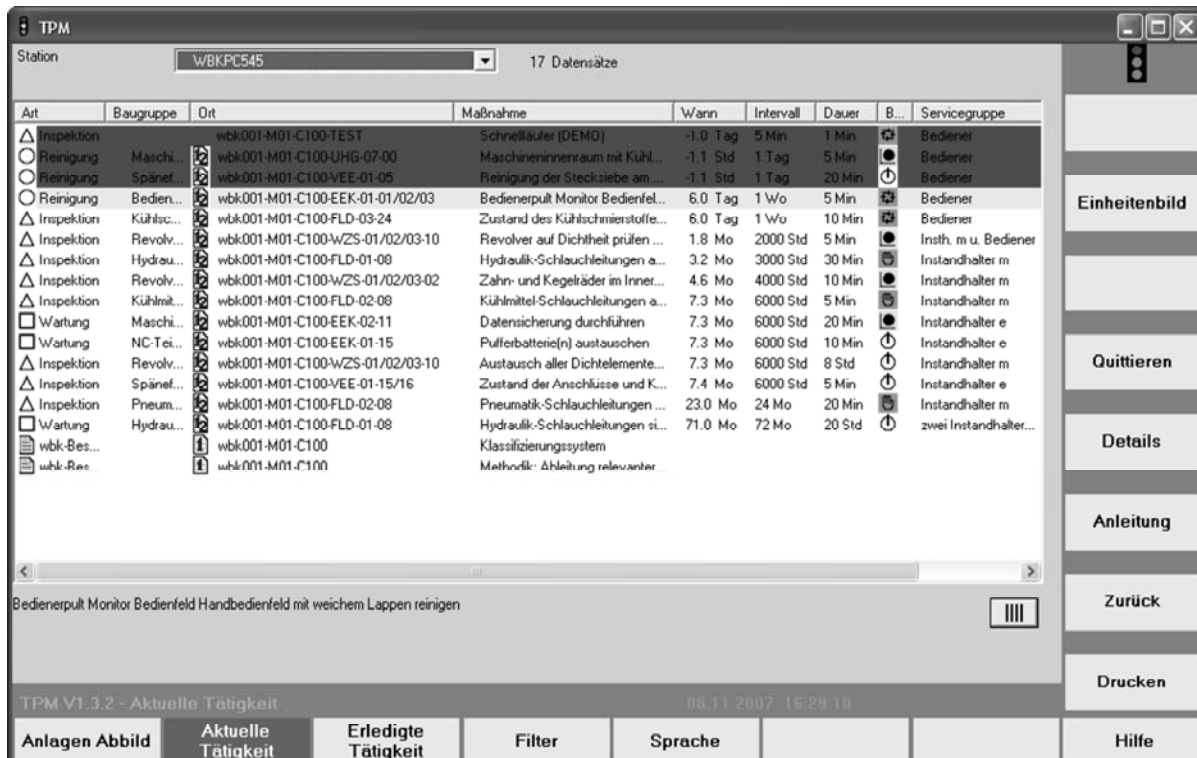 TPM
Station WBKPC545 17 Datensätze
Art Baugruppe Ort Maßnahme Wann Intervall Dauer B... Servicegruppe
Inspektion wbk001-M01-C100-TEST Schnelläufer (DEMO) -1.0 Tag 5 Min 1 Min Bediener
Reinigung Maschi... wbk001-M01-C100-UHG-07-00 Maschineninnenraum mit Kühl... -1.1 Std 1 Tag 5 Min Bediener
Reinigung Spänef... wbk001-M01-C100-VEE-01-05 Reinigung der Stecksiebe am ... -1.1 Std 1 Tag 20 Min Bediener
Reinigung Bedien... wbk001-M01-C100-EEK-01-01/02/03 Bedienerpult Monitor Bedienfel... 6.0 Tag 1 Wo 5 Min Bediener
Inspektion Kühlsc... wbk001-M01-C100-FLD-03-24 Zustand des Kühlschmierstoffe... 6.0 Tag 1 Wo 10 Min Bediener
Inspektion Revolv... wbk001-M01-C100-WZS-01/02/03-10 Revolver auf Dichtheit prüfen ... 1.8 Mo 2000 Std 5 Min Insth. m u. Bediener
Inspektion Hydrau... wbk001-M01-C100-FLD-01-08 Hydraulik-Schlauchleitungen a... 3.2 Mo 3000 Std 30 Min Instandhalter m
Inspektion Revolv... wbk001-M01-C100-WZS-01/02/03-02 Zahn- und Kegelräder im Inner... 4.6 Mo 4000 Std 10 Min Instandhalter m
Inspektion Kühlmit... wbk001-M01-C100-FLD-02-08 Kühlmittel-Schlauchleitungen a... 7.3 Mo 6000 Std 5 Min Instandhalter m
Wartung Maschi... wbk001-M01-C100-EEK-02-11 Datensicherung durchführen 7.3 Mo 6000 Std 20 Min Instandhalter e
Wartung NC-Tei... wbk001-M01-C100-EEK-01-15 Pufferbatterie(n) austauschen 7.3 Mo 6000 Std 10 Min Instandhalter e
Inspektion Revolv... wbk001-M01-C100-WZS-01/02/03-10 Austausch aller Dichtelemente... 7.3 Mo 6000 Std 8 Std Instandhalter m
Inspektion Spänef... wbk001-M01-C100-VEE-01-15/16 Zustand der Anschlüsse und K... 7.4 Mo 6000 Std 5 Min Instandhalter e
Inspektion Pneum... wbk001-M01-C100-FLD-02-08 Pneumatik-Schlauchleitungen ... 23.0 Mo 24 Mo 20 Min Instandhalter m
Wartung Hydrau... wbk001-M01-C100-FLD-01-08 Hydraulik-Schlauchleitungen si... 71.0 Mo 72 Mo 20 Std zwei Instandhalter...
wbk-Bes... wbk001-M01-C100 Klassifizierungssystem
wbk-Bes... wbk001-M01-C100 Methodik: Ableitung relevanter...
Bedienerpult Monitor Bedienfeld Handbedienfeld mit weichem Lappen reinigen
Einheitenbild
Quittieren
Details
Anleitung
Zurück
Drucken
TPM V1.3.2 - Aktuelle Tätigkeit 08.11.2007 16:29:10
Anlagen Abbild Aktuelle Tätigkeit Erledigte Tätigkeit Filter Sprache Hilfe